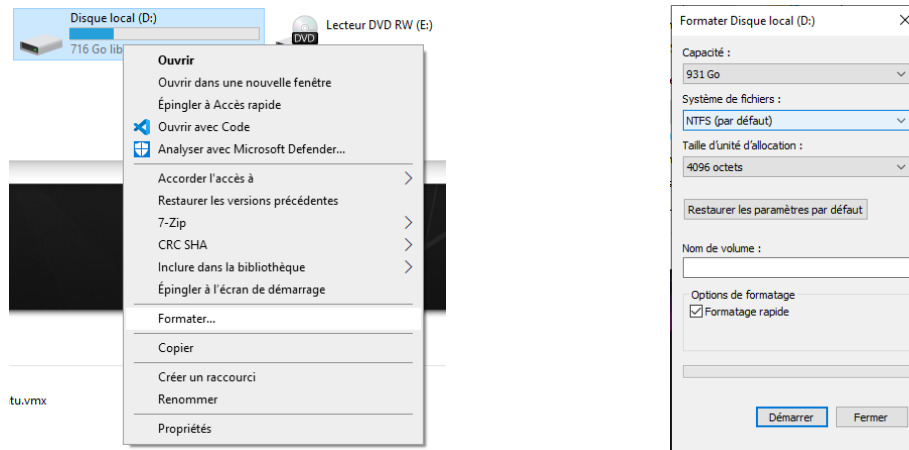 Disque local (D:)
716 Go lib
Lecteur DVD RW (E:)
DVD
Ouvrir
Ouvrir dans une nouvelle fenêtre
Épingler à Accès rapide
Ouvrir avec Code
Analyser avec Microsoft Defender...
Accorder l'accès à
Restaurer les versions précédentes
7-Zip
CRC SHA
Inclure dans la bibliothèque
Épingler à l'écran de démarrage
Formater...
Copier
Créer un raccourci
Renommer
Propriétés
tu.vmx
Formater Disque local (D:)
Capacité :
931 Go
Système de fichiers :
NTFS (par défaut)
Taille d'unité d'allocation :
4096 octets
Restaurer les paramètres par défaut
Nom de volume :
Options de formatage
Formatage rapide
Démarrer
Fermer